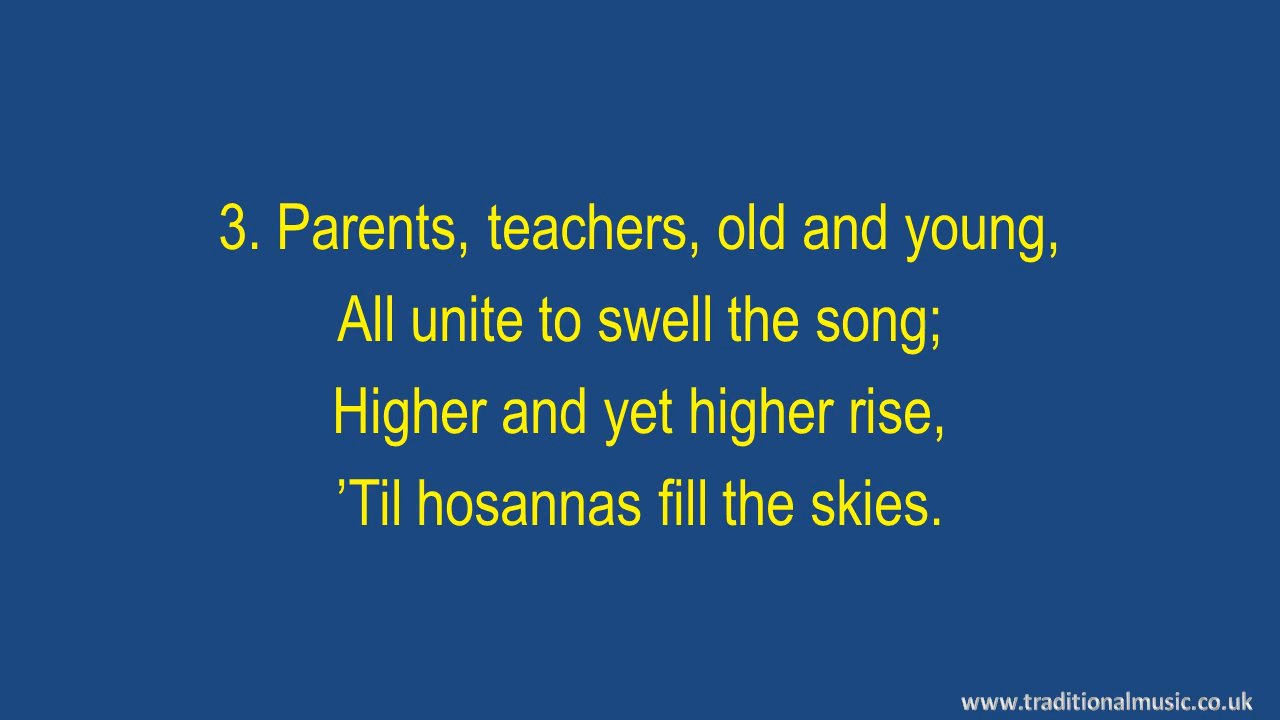 3. Parents, teachers, old and young,
All unite to swell the song;
Higher and yet higher rise,
’Til hosannas fill the skies.
www.traditionalmusic.co.uk